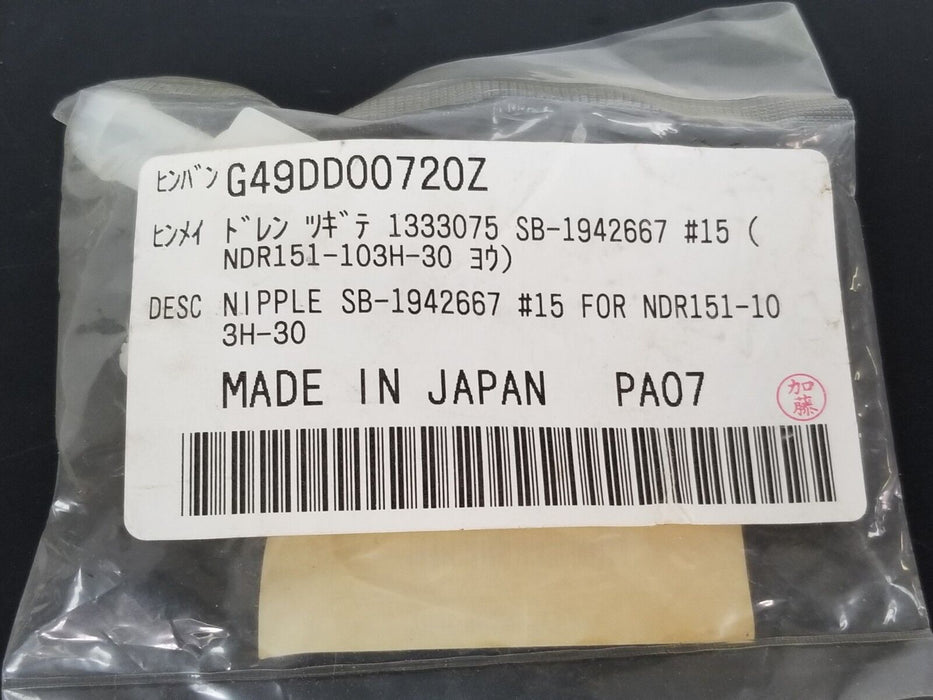 ﾋﾝﾊﾞﾝ G49DD00720Z
ﾋﾝﾒｲ ﾄﾞﾚﾝ ﾂｷﾞﾃ 1333075 SB-1942667 #15 (
NDR151-103H-30 ﾖｳ)
DESC NIPPLE SB-1942667 #15 FOR NDR151-10
3H-30
MADE IN JAPAN PA07
加藤